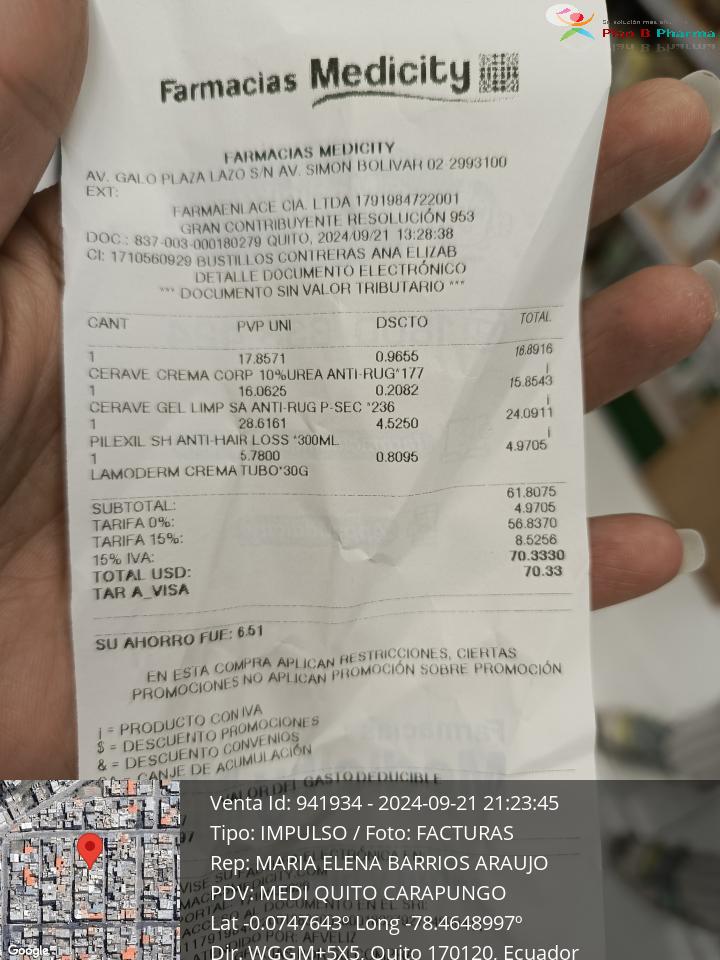 Su solución más
Plan B Pharma
Farmacias Medicity
FARMACIAS MEDICITY
AV. GALO PLAZA LAZO S/N AV. SIMON BOLIVAR 02 2993100
EXT:
FARMAENLACE CIA. LTDA 1791984722001
GRAN CONTRIBUYENTE RESOLUCIÓN 953
DOC.: 837-003-000180279 QUITO, 2024/09/21 13:28:38
CI: 1710560929 BUSTILLOS CONTRERAS ANA ELIZAB
DETALLE DOCUMENTO ELECTRÓNICO
*** DOCUMENTO SIN VALOR TRIBUTARIO ***
CANT PVP UNI DSCTO TOTAL
1 17.8571 0.9655 16.8916
CERAVE CREMA CORP 10%UREA ANTI-RUG*177 i
1 16.0625 0.2082 15.8543
CERAVE GEL LIMP SA ANTI-RUG P-SEC *236 i
1 28.6161 4.5250 24.0911
PILEXIL SH ANTI-HAIR LOSS *300ML i
1 5.7800 0.8095 4.9705
LAMODERM CREMA TUBO*30G
SUBTOTAL: 61.8075
TARIFA 0%: 4.9705
TARIFA 15%: 56.8370
15% IVA: 8.5256
TOTAL USD: 70.3330
TAR A_VISA 70.33
SU AHORRO FUE: 6.51
EN ESTA COMPRA APLICAN RESTRICCIONES, CIERTAS
PROMOCIONES NO APLICAN PROMOCIÓN SOBRE PROMOCIÓN
i = PRODUCTO CON IVA
$ = DESCUENTO PROMOCIONES
& = DESCUENTO CONVENIOS
= CANJE DE ACUMULACIÓN
VALOR DEL GASTO DEDUCIBLE
Venta Id: 941934 - 2024-09-21 21:23:45
Tipo: IMPULSO / Foto: FACTURAS
Rep: MARIA ELENA BARRIOS ARAUJO
PDV: MEDI QUITO CARAPUNGO
Lat -0.0747643º Long -78.4648997º
Dir. WGGM+5X5, Quito 170120, Ecuador
Google